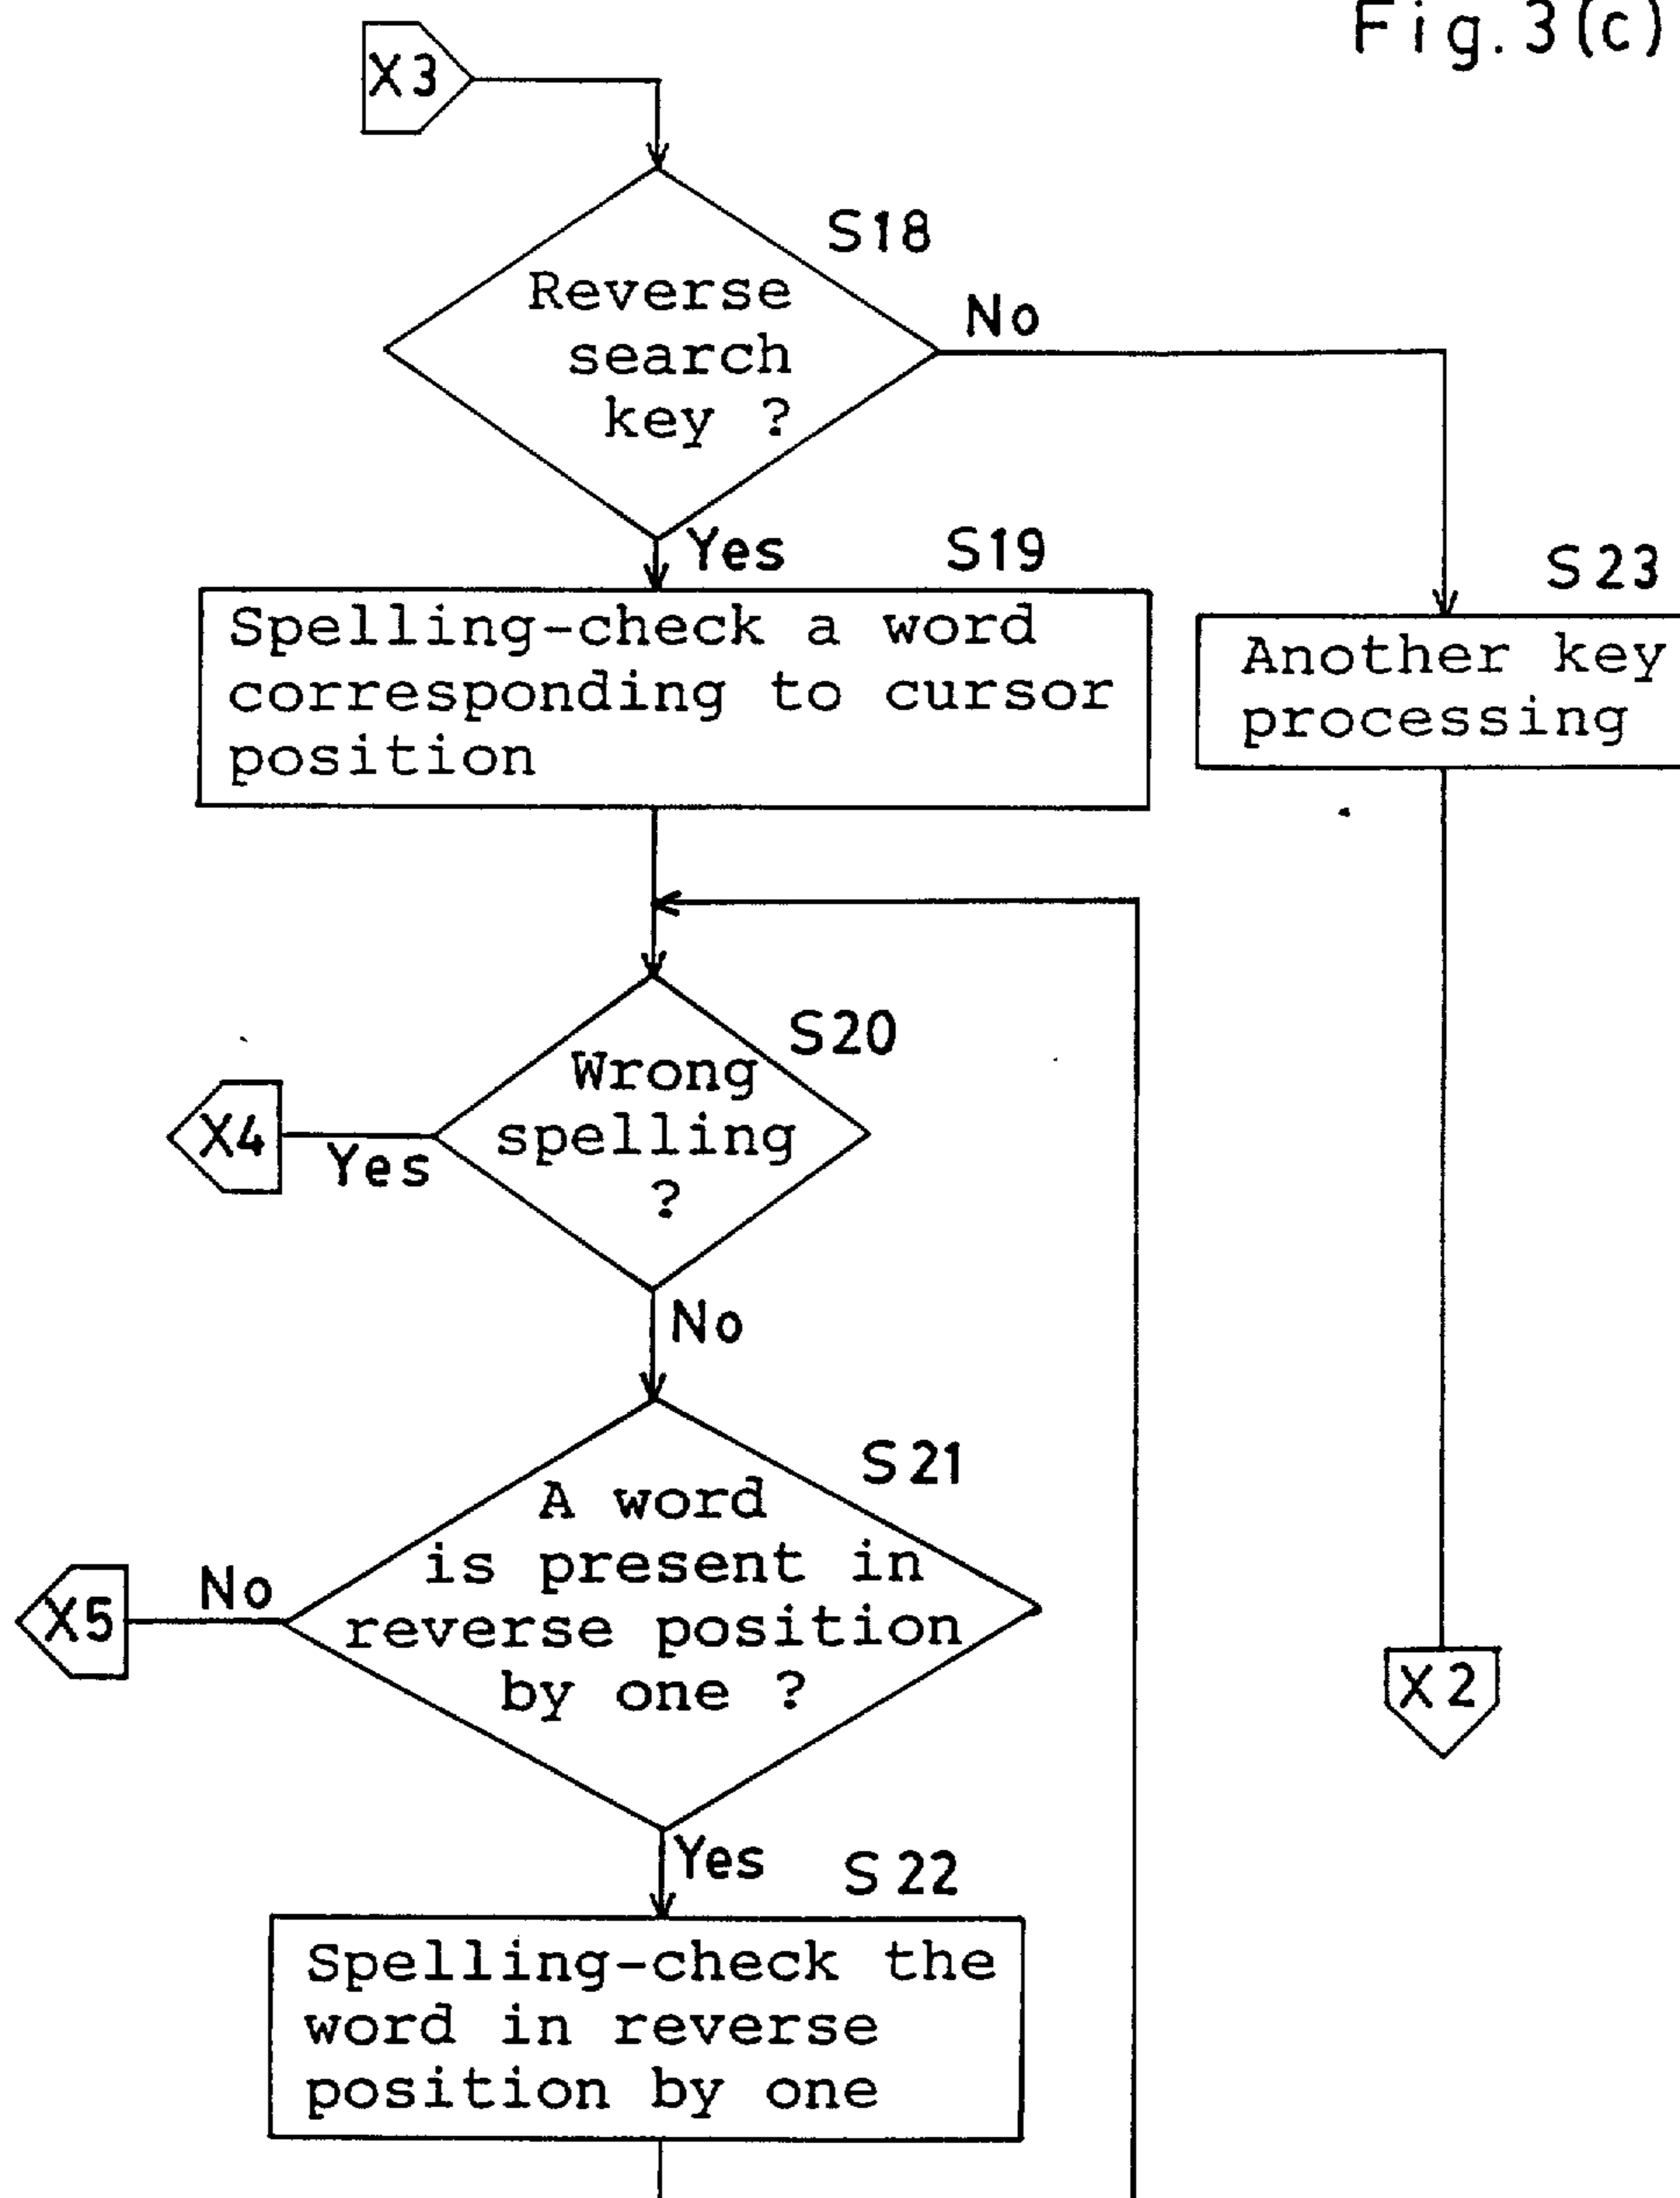 Fig.3(c)
X3
S18
Reverse
search
key ?
No
Yes
S19
S23
Spelling-check a word
corresponding to cursor
position
Another key
processing
S20
Wrong
spelling
?
X4
Yes
No
S21
A word
is present in
reverse position
by one ?
No
X5
X2
Yes
S22
Spelling-check the
word in reverse
position by one